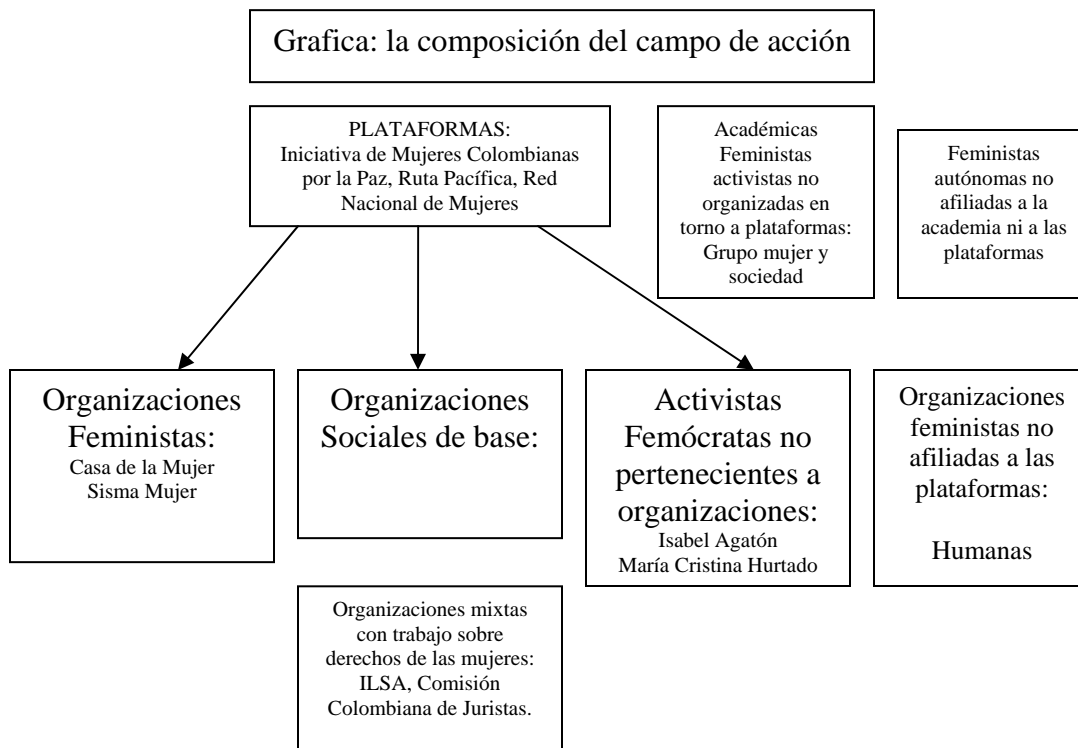 Grafica: la composición del campo de acción
PLATAFORMAS:
Iniciativa de Mujeres Colombianas
por la Paz, Ruta Pacífica, Red
Nacional de Mujeres
Académicas
Feministas
activistas no
organizadas en
torno a plataformas:
Grupo mujer y
sociedad
Feministas
autónomas no
afiliadas a la
academia ni a las
plataformas
Organizaciones
Feministas:
Casa de la Mujer
Sisma Mujer
Organizaciones
Sociales de base:
Activistas
Femócratas no
pertenecientes a
organizaciones:
Isabel Agatón
María Cristina Hurtado
Organizaciones
feministas no
afiliadas a las
plataformas:
Humanas
Organizaciones mixtas
con trabajo sobre
derechos de las mujeres:
ILSA, Comisión
Colombiana de Juristas.